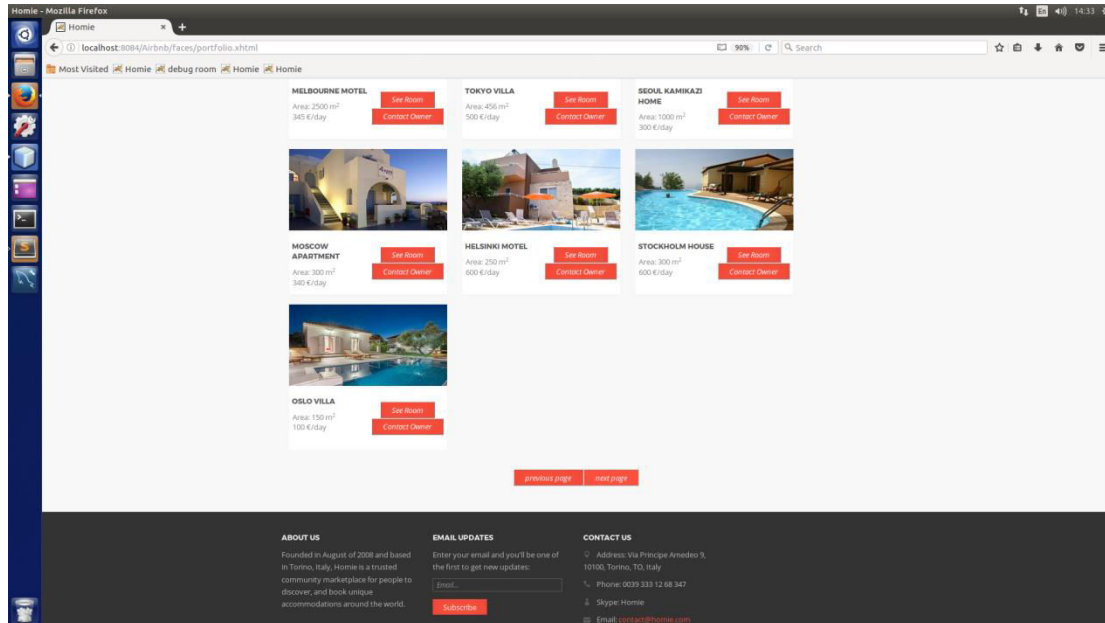 Homie - Mozilla Firefox
En 14:33
Homie × +
localhost:8084/Airbnb/faces/portfolio.xhtml 90% Search
Most Visited Homie debug room Homie Homie
MELBOURNE MOTEL
Area: 2500 m²
345 €/day
See Room
Contact Owner
TOKYO VILLA
Area: 456 m²
500 €/day
See Room
Contact Owner
SEOUL KAMIKAZI
HOME
Area: 1000 m²
300 €/day
See Room
Contact Owner
MOSCOW
APARTMENT
Area: 300 m²
340 €/day
See Room
Contact Owner
HELSINKI MOTEL
Area: 250 m²
600 €/day
See Room
Contact Owner
STOCKHOLM HOUSE
Area: 300 m²
600 €/day
See Room
Contact Owner
OSLO VILLA
Area: 150 m²
100 €/day
See Room
Contact Owner
previous page next page
ABOUT US
Founded in August of 2008 and based
in Torino, Italy, Homie is a trusted
community marketplace for people to
discover, and book unique
accommodations around the world.
EMAIL UPDATES
Enter your email and you'll be one of
the first to get new updates:
Email...
Subscribe
CONTACT US
Address: Via Principe Amedeo 9,
10100, Torino, TO, Italy
Phone: 0039 333 12 68 347
Skype: Homie
Email: contact@homie.com